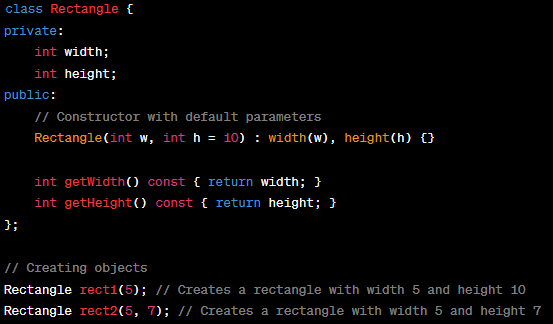 class Rectangle {
private:
    int width;
    int height;
public:
    // Constructor with default parameters
    Rectangle(int w, int h = 10) : width(w), height(h) {}

    int getWidth() const { return width; }
    int getHeight() const { return height; }
};

// Creating objects
Rectangle rect1(5); // Creates a rectangle with width 5 and height 10
Rectangle rect2(5, 7); // Creates a rectangle with width 5 and height 7